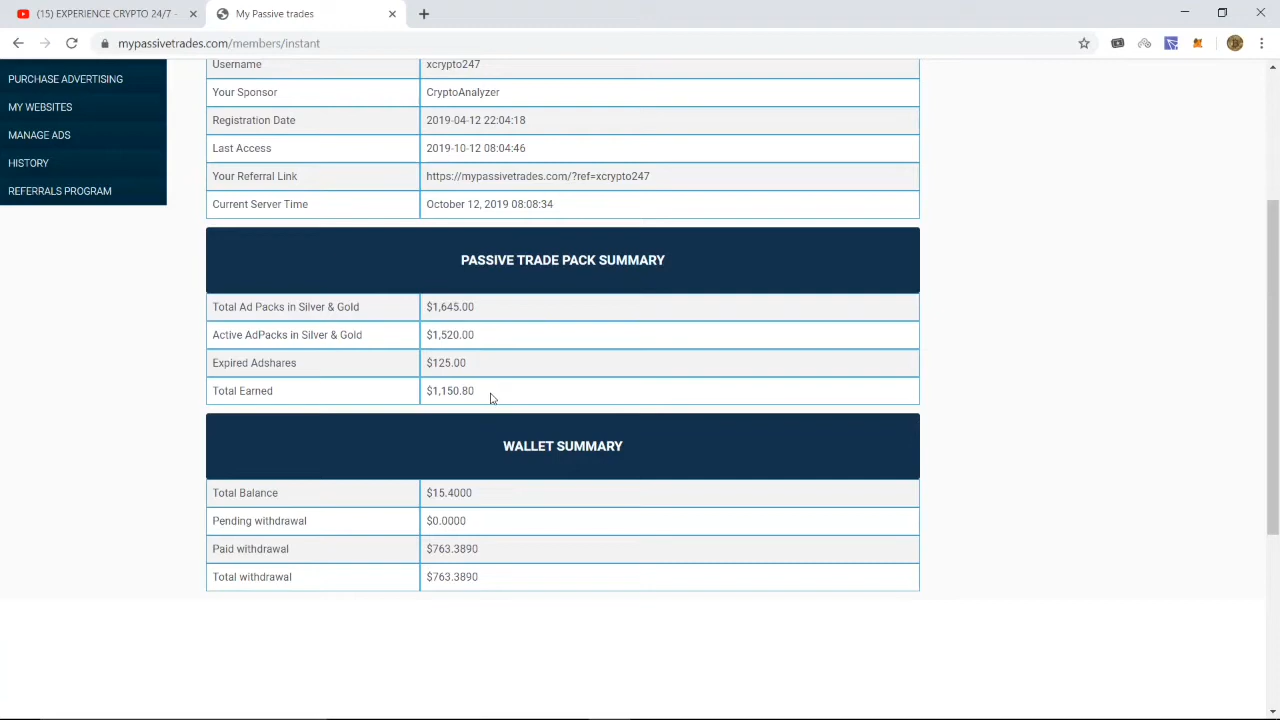 (15) EXPERIENCE CRYPTO 24/7 -
My Passive trades
mypassivetrades.com/members/instant
PURCHASE ADVERTISING
MY WEBSITES
MANAGE ADS
HISTORY
REFERRALS PROGRAM
Username xcrypto247
Your Sponsor CryptoAnalyzer
Registration Date 2019-04-12 22:04:18
Last Access 2019-10-12 08:04:46
Your Referral Link https://mypassivetrades.com/?ref=xcrypto247
Current Server Time October 12, 2019 08:08:34
PASSIVE TRADE PACK SUMMARY
Total Ad Packs in Silver & Gold $1,645.00
Active AdPacks in Silver & Gold $1,520.00
Expired Adshares $125.00
Total Earned $1,150.80
WALLET SUMMARY
Total Balance $15.4000
Pending withdrawal $0.0000
Paid withdrawal $763.3890
Total withdrawal $763.3890